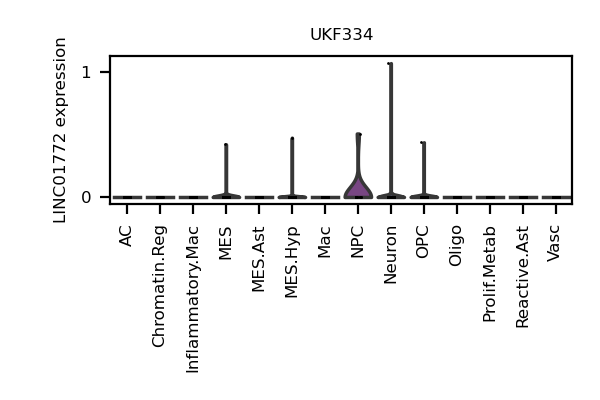 UKF334
LINC01772 expression
1
0
AC
Chromatin.Reg
Inflammatory.Mac
MES
MES.Ast
MES.Hyp
Mac
NPC
Neuron
OPC
Oligo
Prolif.Metab
Reactive.Ast
Vasc